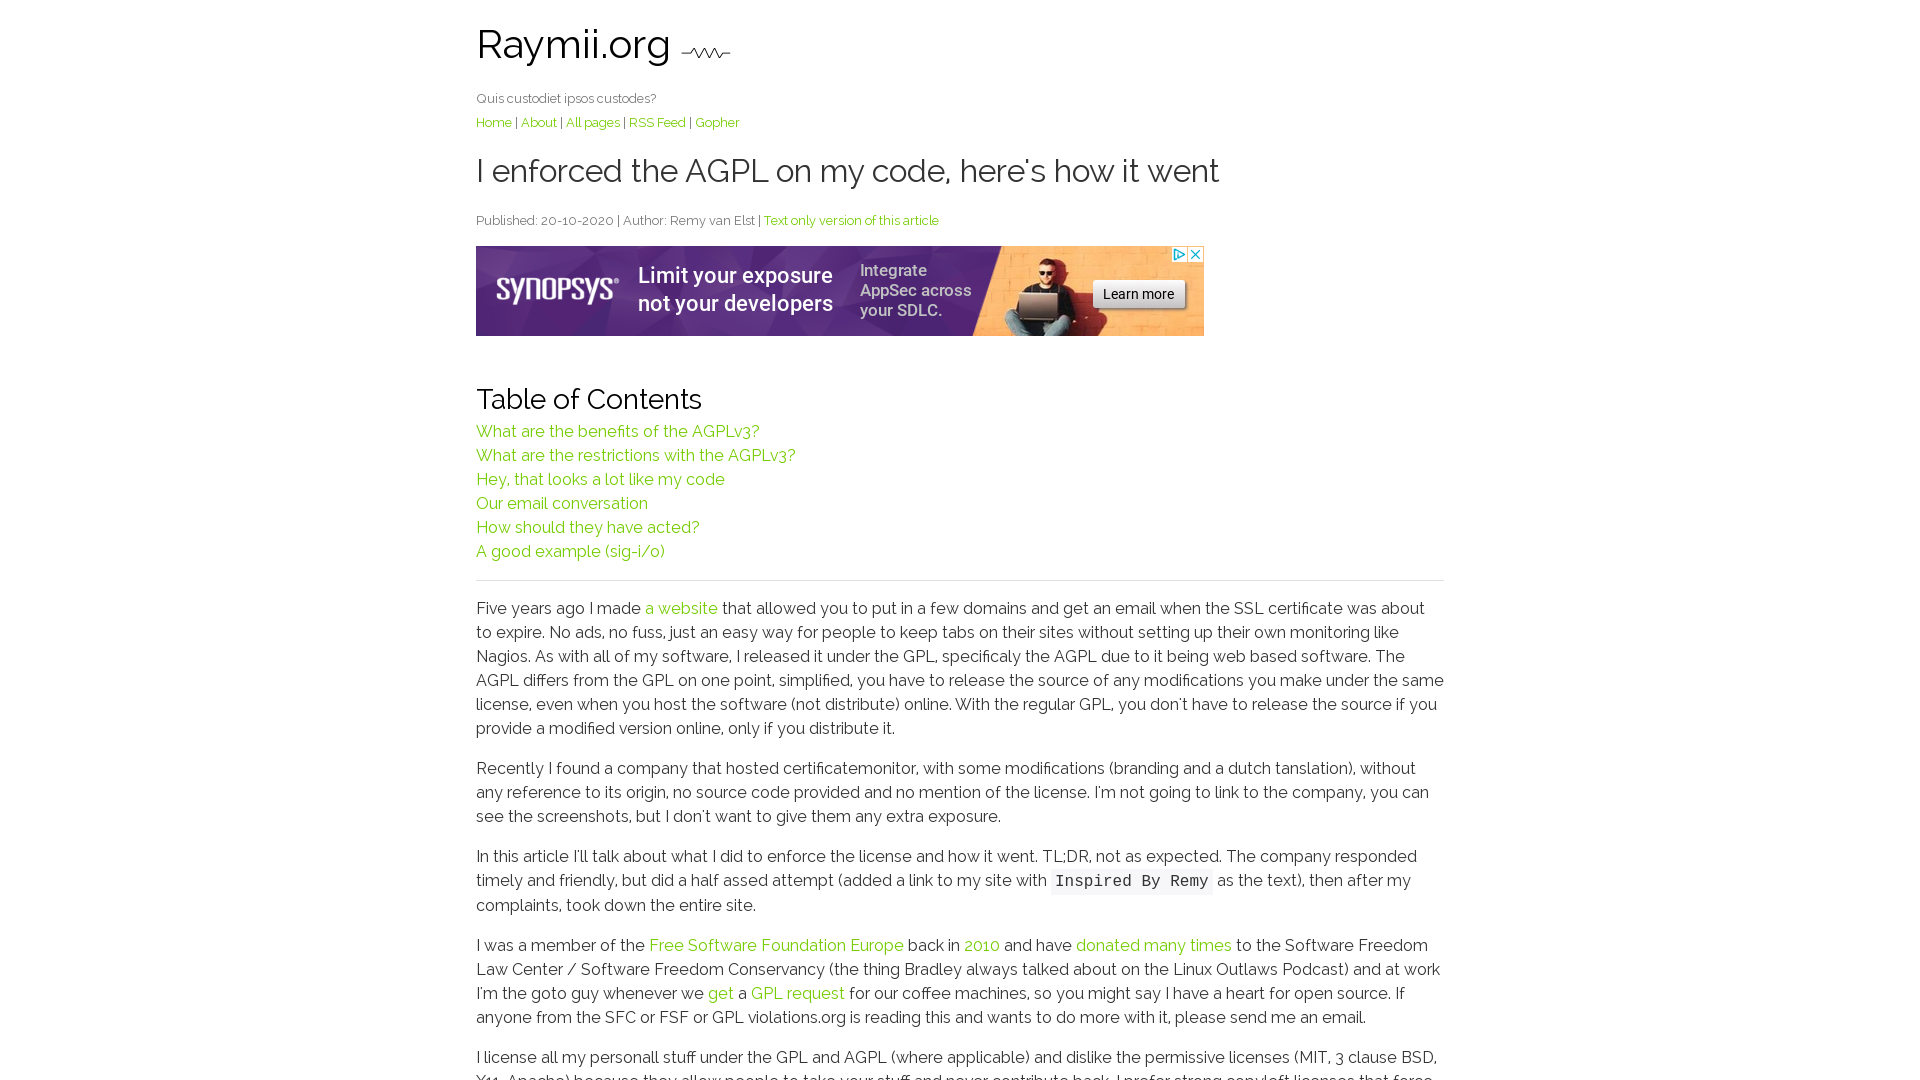 Raymii.org
Quis custodiet ipsos custodes?
Home | About | All pages | RSS Feed | Gopher
I enforced the AGPL on my code, here's how it went
Published: 20-10-2020 | Author: Remy van Elst | Text only version of this article
SYNOPSYS®
Limit your exposure
not your developers
Integrate
AppSec across
your SDLC.
Learn more
Table of Contents
What are the benefits of the AGPLv3?
What are the restrictions with the AGPLv3?
Hey, that looks a lot like my code
Our email conversation
How should they have acted?
A good example (sig-i/o)
Five years ago I made a website that allowed you to put in a few domains and get an email when the SSL certificate was about
to expire. No ads, no fuss, just an easy way for people to keep tabs on their sites without setting up their own monitoring like
Nagios. As with all of my software, I released it under the GPL, specificaly the AGPL due to it being web based software. The
AGPL differs from the GPL on one point, simplified, you have to release the source of any modifications you make under the same
license, even when you host the software (not distribute) online. With the regular GPL, you don't have to release the source if you
provide a modified version online, only if you distribute it.
Recently I found a company that hosted certificatemonitor, with some modifications (branding and a dutch tanslation), without
any reference to its origin, no source code provided and no mention of the license. I'm not going to link to the company, you can
see the screenshots, but I don't want to give them any extra exposure.
In this article I'll talk about what I did to enforce the license and how it went. TL;DR, not as expected. The company responded
timely and friendly, but did a half assed attempt (added a link to my site with Inspired By Remy as the text), then after my
complaints, took down the entire site.
I was a member of the Free Software Foundation Europe back in 2010 and have donated many times to the Software Freedom
Law Center / Software Freedom Conservancy (the thing Bradley always talked about on the Linux Outlaws Podcast) and at work
I'm the goto guy whenever we get a GPL request for our coffee machines, so you might say I have a heart for open source. If
anyone from the SFC or FSF or GPL violations.org is reading this and wants to do more with it, please send me an email.
I license all my personall stuff under the GPL and AGPL (where applicable) and dislike the permissive licenses (MIT, 3 clause BSD,
X11, Apache) because they allow people to take your stuff and never contribute back. I prefer strong copyleft licenses that force